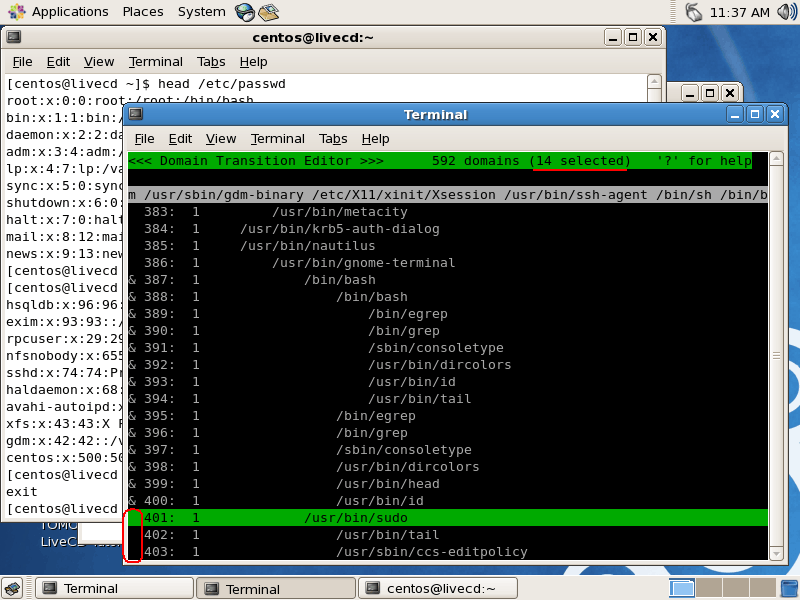 Applications Places System 11:37 AM
centos@livecd:~
File Edit View Terminal Tabs Help
[centos@livecd ~]$ head /etc/passwd
root:x:0:0:root:/root:/bin/bash
bin:x:1:1:bin:/
daemon:x:2:2:da
adm:x:3:4:adm:/
lp:x:4:7:lp:/va
sync:x:5:0:sync
shutdown:x:6:0:
halt:x:7:0:halt
mail:x:8:12:mai
news:x:9:13:new
[centos@livecd
[centos@livecd
hsqldb:x:96:96:
exim:x:93:93::/
rpcuser:x:29:29
nfsnobody:x:655
sshd:x:74:74:Pr
haldaemon:x:68:
avahi-autoipd:x
xfs:x:43:43:X F
gdm:x:42:42::/v
centos:x:500:50
[centos@livecd
exit
[centos@livecd
Terminal
File Edit View Terminal Tabs Help
<<< Domain Transition Editor >>> 592 domains (14 selected) '?' for help
m /usr/sbin/gdm-binary /etc/X11/xinit/Xsession /usr/bin/ssh-agent /bin/sh /bin/b
383: 1 /usr/bin/metacity
384: 1 /usr/bin/krb5-auth-dialog
385: 1 /usr/bin/nautilus
386: 1 /usr/bin/gnome-terminal
& 387: 1 /bin/bash
& 388: 1 /bin/bash
& 389: 1 /bin/egrep
& 390: 1 /bin/grep
& 391: 1 /sbin/consoletype
& 392: 1 /usr/bin/dircolors
& 393: 1 /usr/bin/id
& 394: 1 /usr/bin/tail
& 395: 1 /bin/egrep
& 396: 1 /bin/grep
& 397: 1 /sbin/consoletype
& 398: 1 /usr/bin/dircolors
& 399: 1 /usr/bin/head
& 400: 1 /usr/bin/id
401: 1 /usr/bin/sudo
402: 1 /usr/bin/tail
403: 1 /usr/sbin/ccs-editpolicy
Terminal Terminal centos@livecd:~